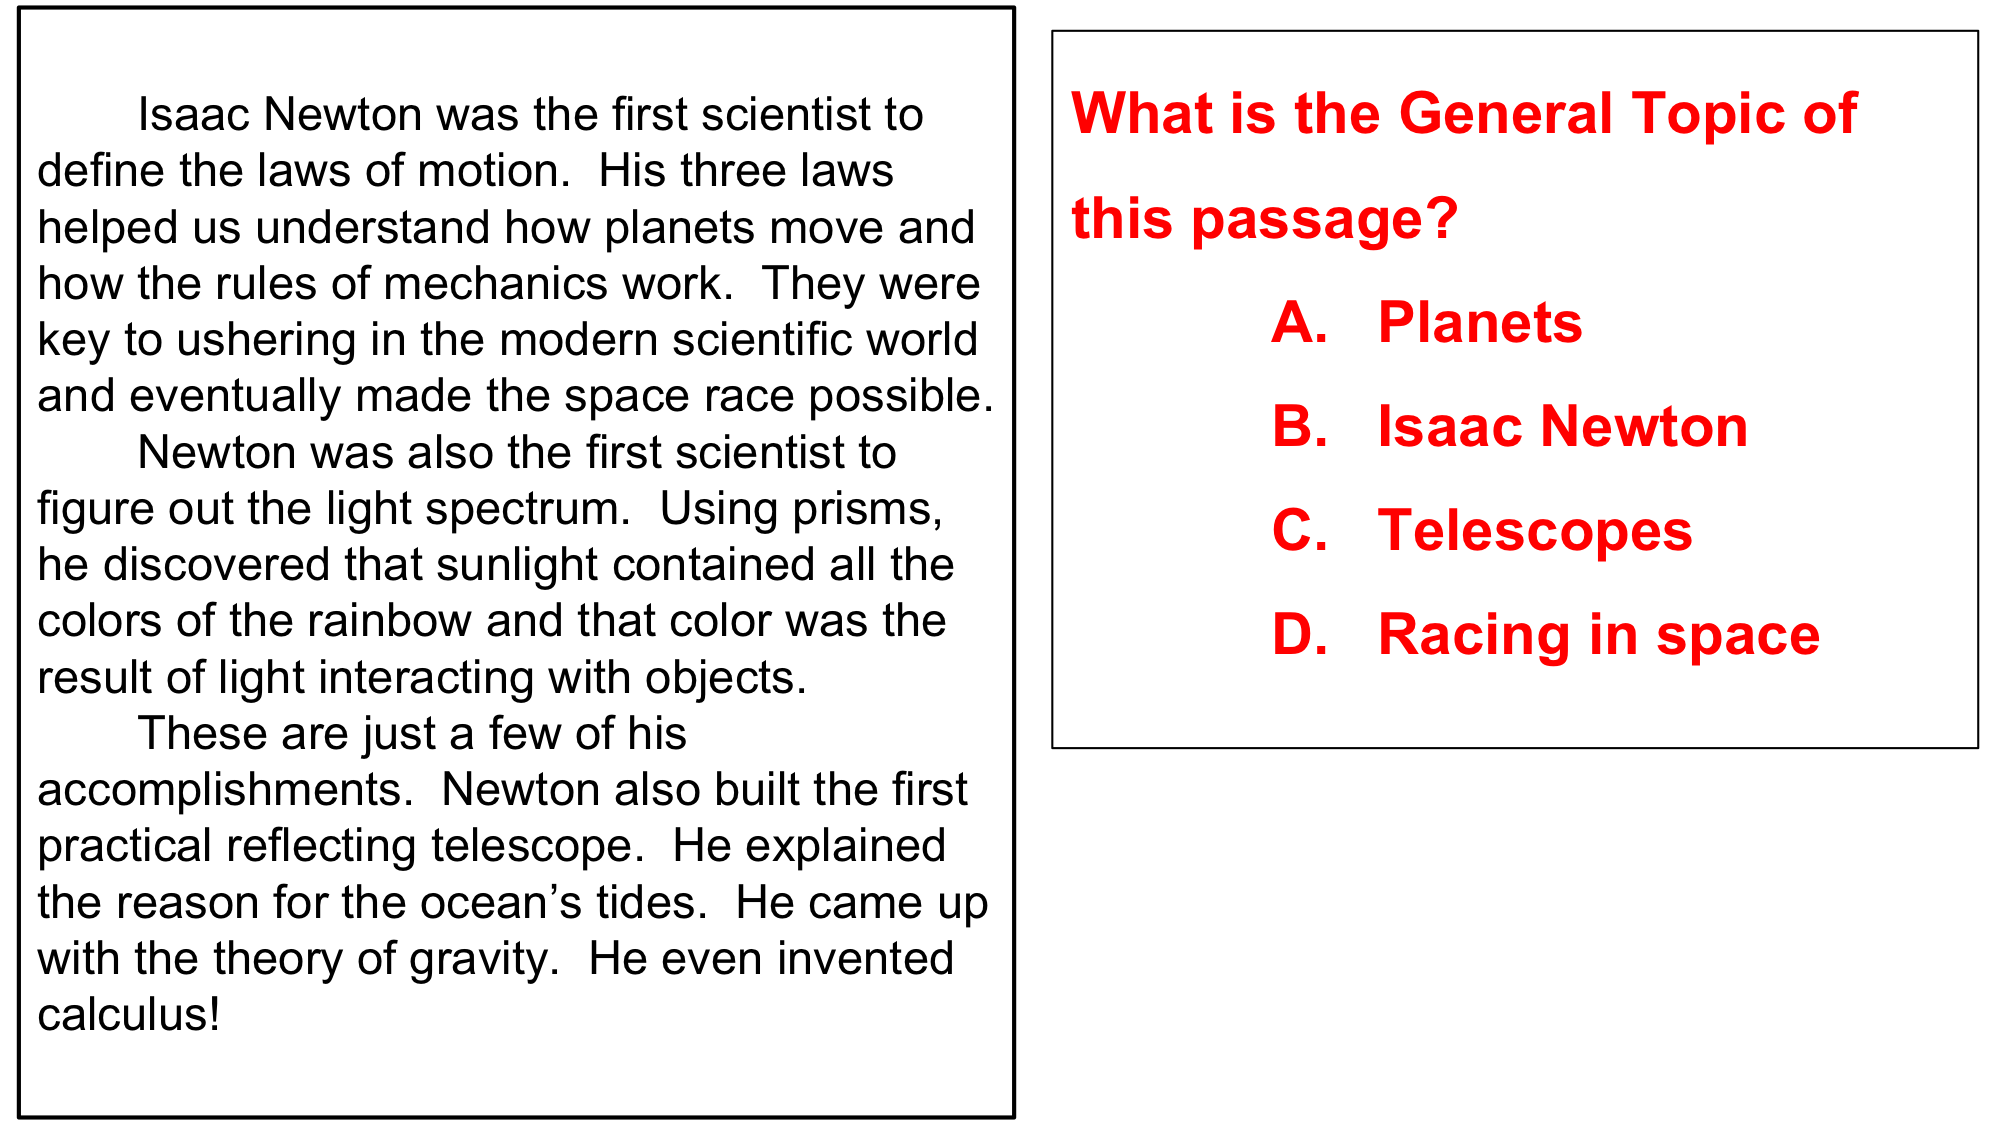 Isaac Newton was the first scientist to
define the laws of motion.  His three laws
helped us understand how planets move and
how the rules of mechanics work.  They were
key to ushering in the modern scientific world
and eventually made the space race possible.
Newton was also the first scientist to
figure out the light spectrum.  Using prisms,
he discovered that sunlight contained all the
colors of the rainbow and that color was the
result of light interacting with objects.
These are just a few of his
accomplishments.  Newton also built the first
practical reflecting telescope.  He explained
the reason for the ocean’s tides.  He came up
with the theory of gravity.  He even invented
calculus!
What is the General Topic of
this passage?
A. Planets
B. Isaac Newton
C. Telescopes
D. Racing in space